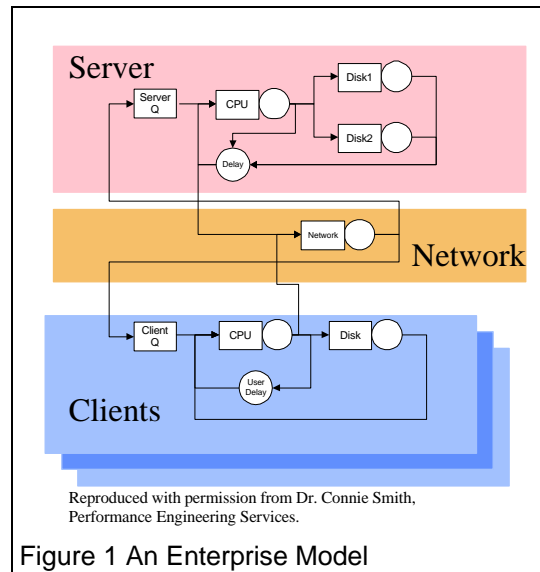 Server
Server
Q
CPU
Disk1
Disk2
Delay
Network
Network
Client
Q
CPU
Disk
User
Delay
Clients
Reproduced with permission from Dr. Connie Smith,
Performance Engineering Services.
Figure 1 An Enterprise Model